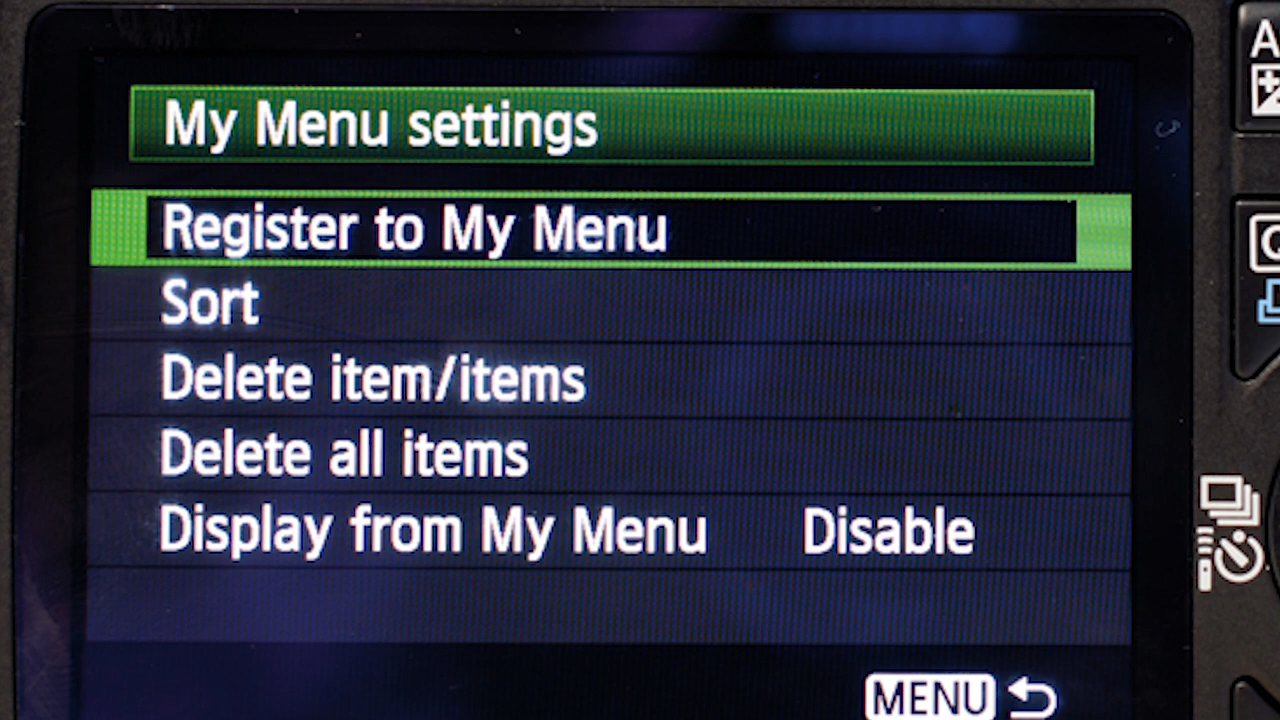 My Menu settings
Register to My Menu
Sort
Delete item/items
Delete all items
Display from My Menu Disable
MENU